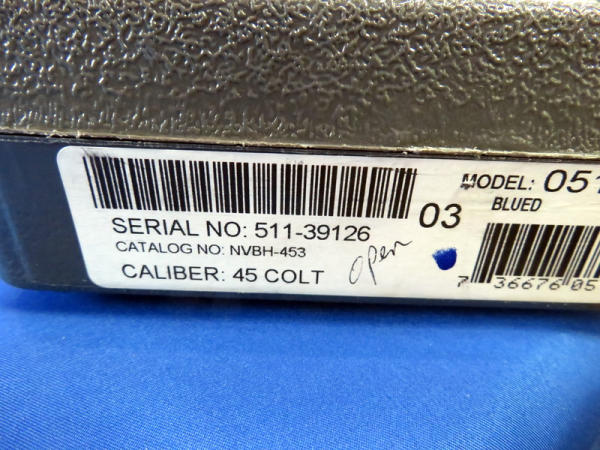 MODEL: 051
BLUED
SERIAL NO: 511-39126
03
CATALOG NO: NVBH-453
CALIBER: 45 COLT
open
7 36676 05